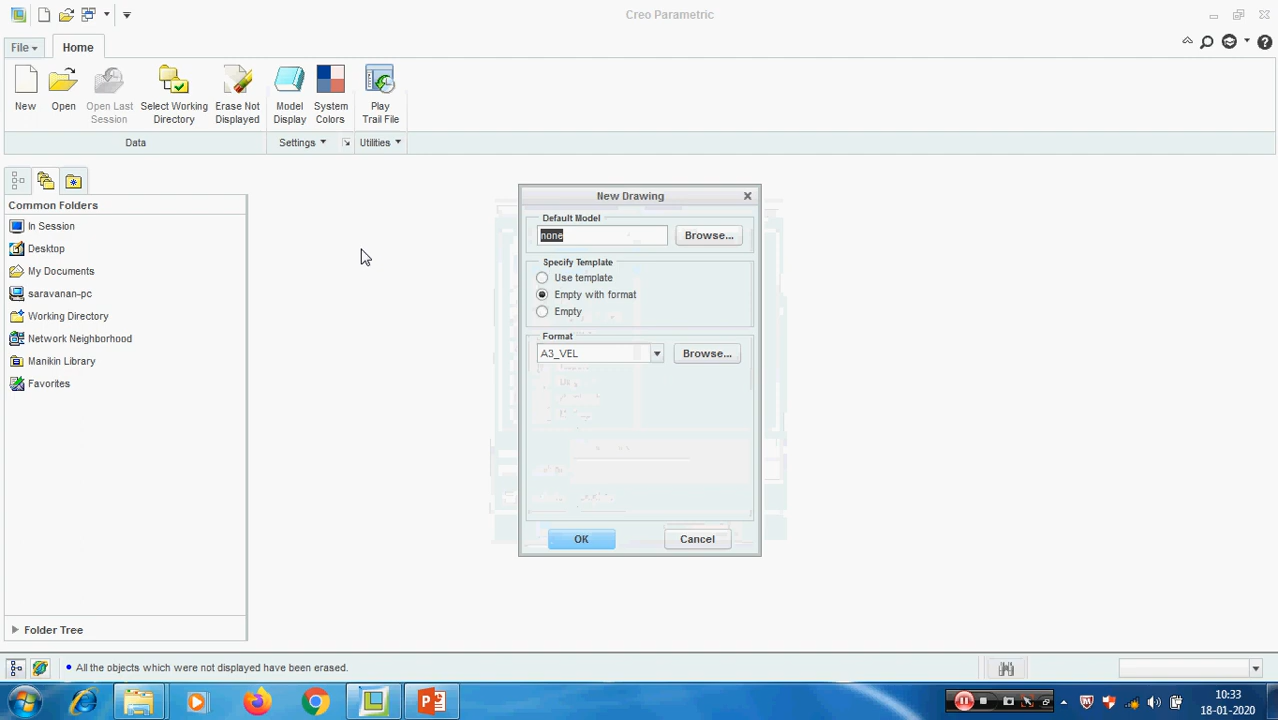 Creo Parametric
File
Home
New
Open
Open Last
Session
Select Working
Directory
Erase Not
Displayed
Model
Display
System
Colors
Play
Trail File
Data
Settings
Utilities
Common Folders
In Session
Desktop
My Documents
saravanan-pc
Working Directory
Network Neighborhood
Manikin Library
Favorites
Folder Tree
New Drawing
Default Model
none
Browse...
Specify Template
Use template
Empty with format
Empty
Format
A3_VEL
Browse...
OK
Cancel
All the objects which were not displayed have been erased.
10:33
18-01-2020